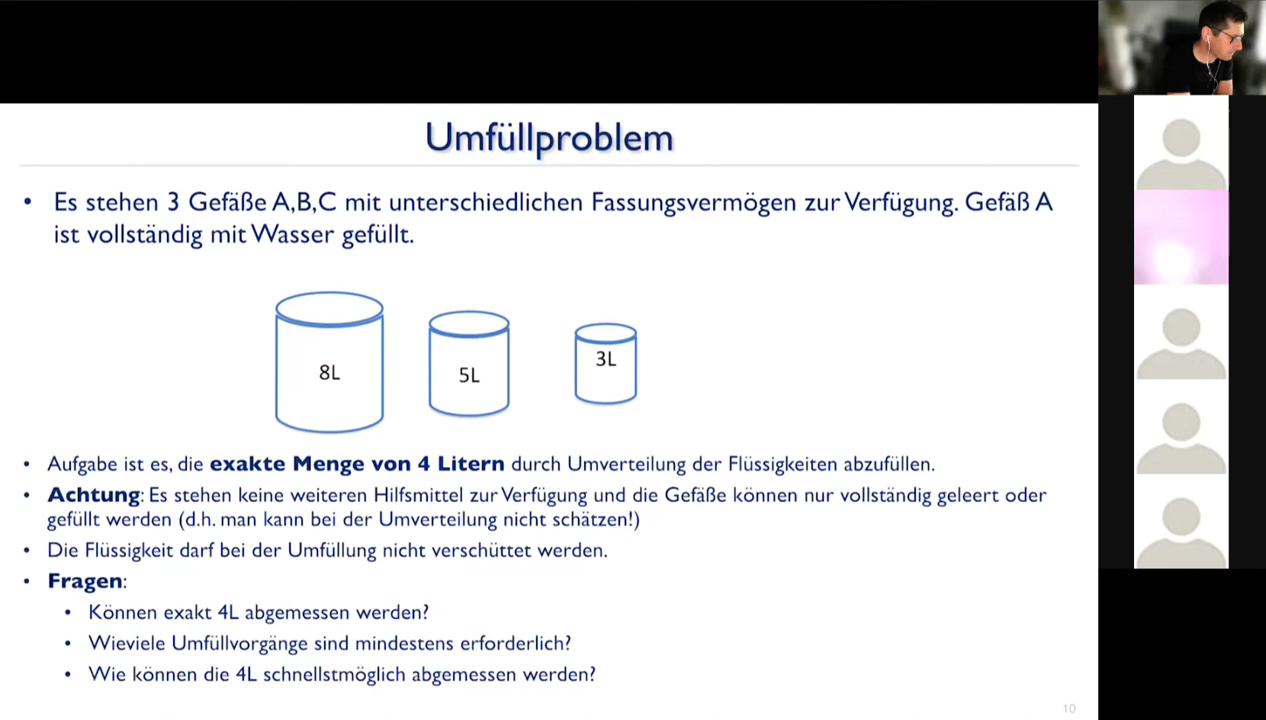 Umfüllproblem
• Es stehen 3 Gefäße A,B,C mit unterschiedlichen Fassungsvermögen zur Verfügung. Gefäß A
ist vollständig mit Wasser gefüllt.
8L
5L
3L
• Aufgabe ist es, die exakte Menge von 4 Litern durch Umverteilung der Flüssigkeiten abzufüllen.
• Achtung: Es stehen keine weiteren Hilfsmittel zur Verfügung und die Gefäße können nur vollständig geleert oder
gefüllt werden (d.h. man kann bei der Umverteilung nicht schätzen!)
• Die Flüssigkeit darf bei der Umfüllung nicht verschüttet werden.
• Fragen:
• Können exakt 4L abgemessen werden?
• Wieviele Umfüllvorgänge sind mindestens erforderlich?
• Wie können die 4L schnellstmöglich abgemessen werden?
10